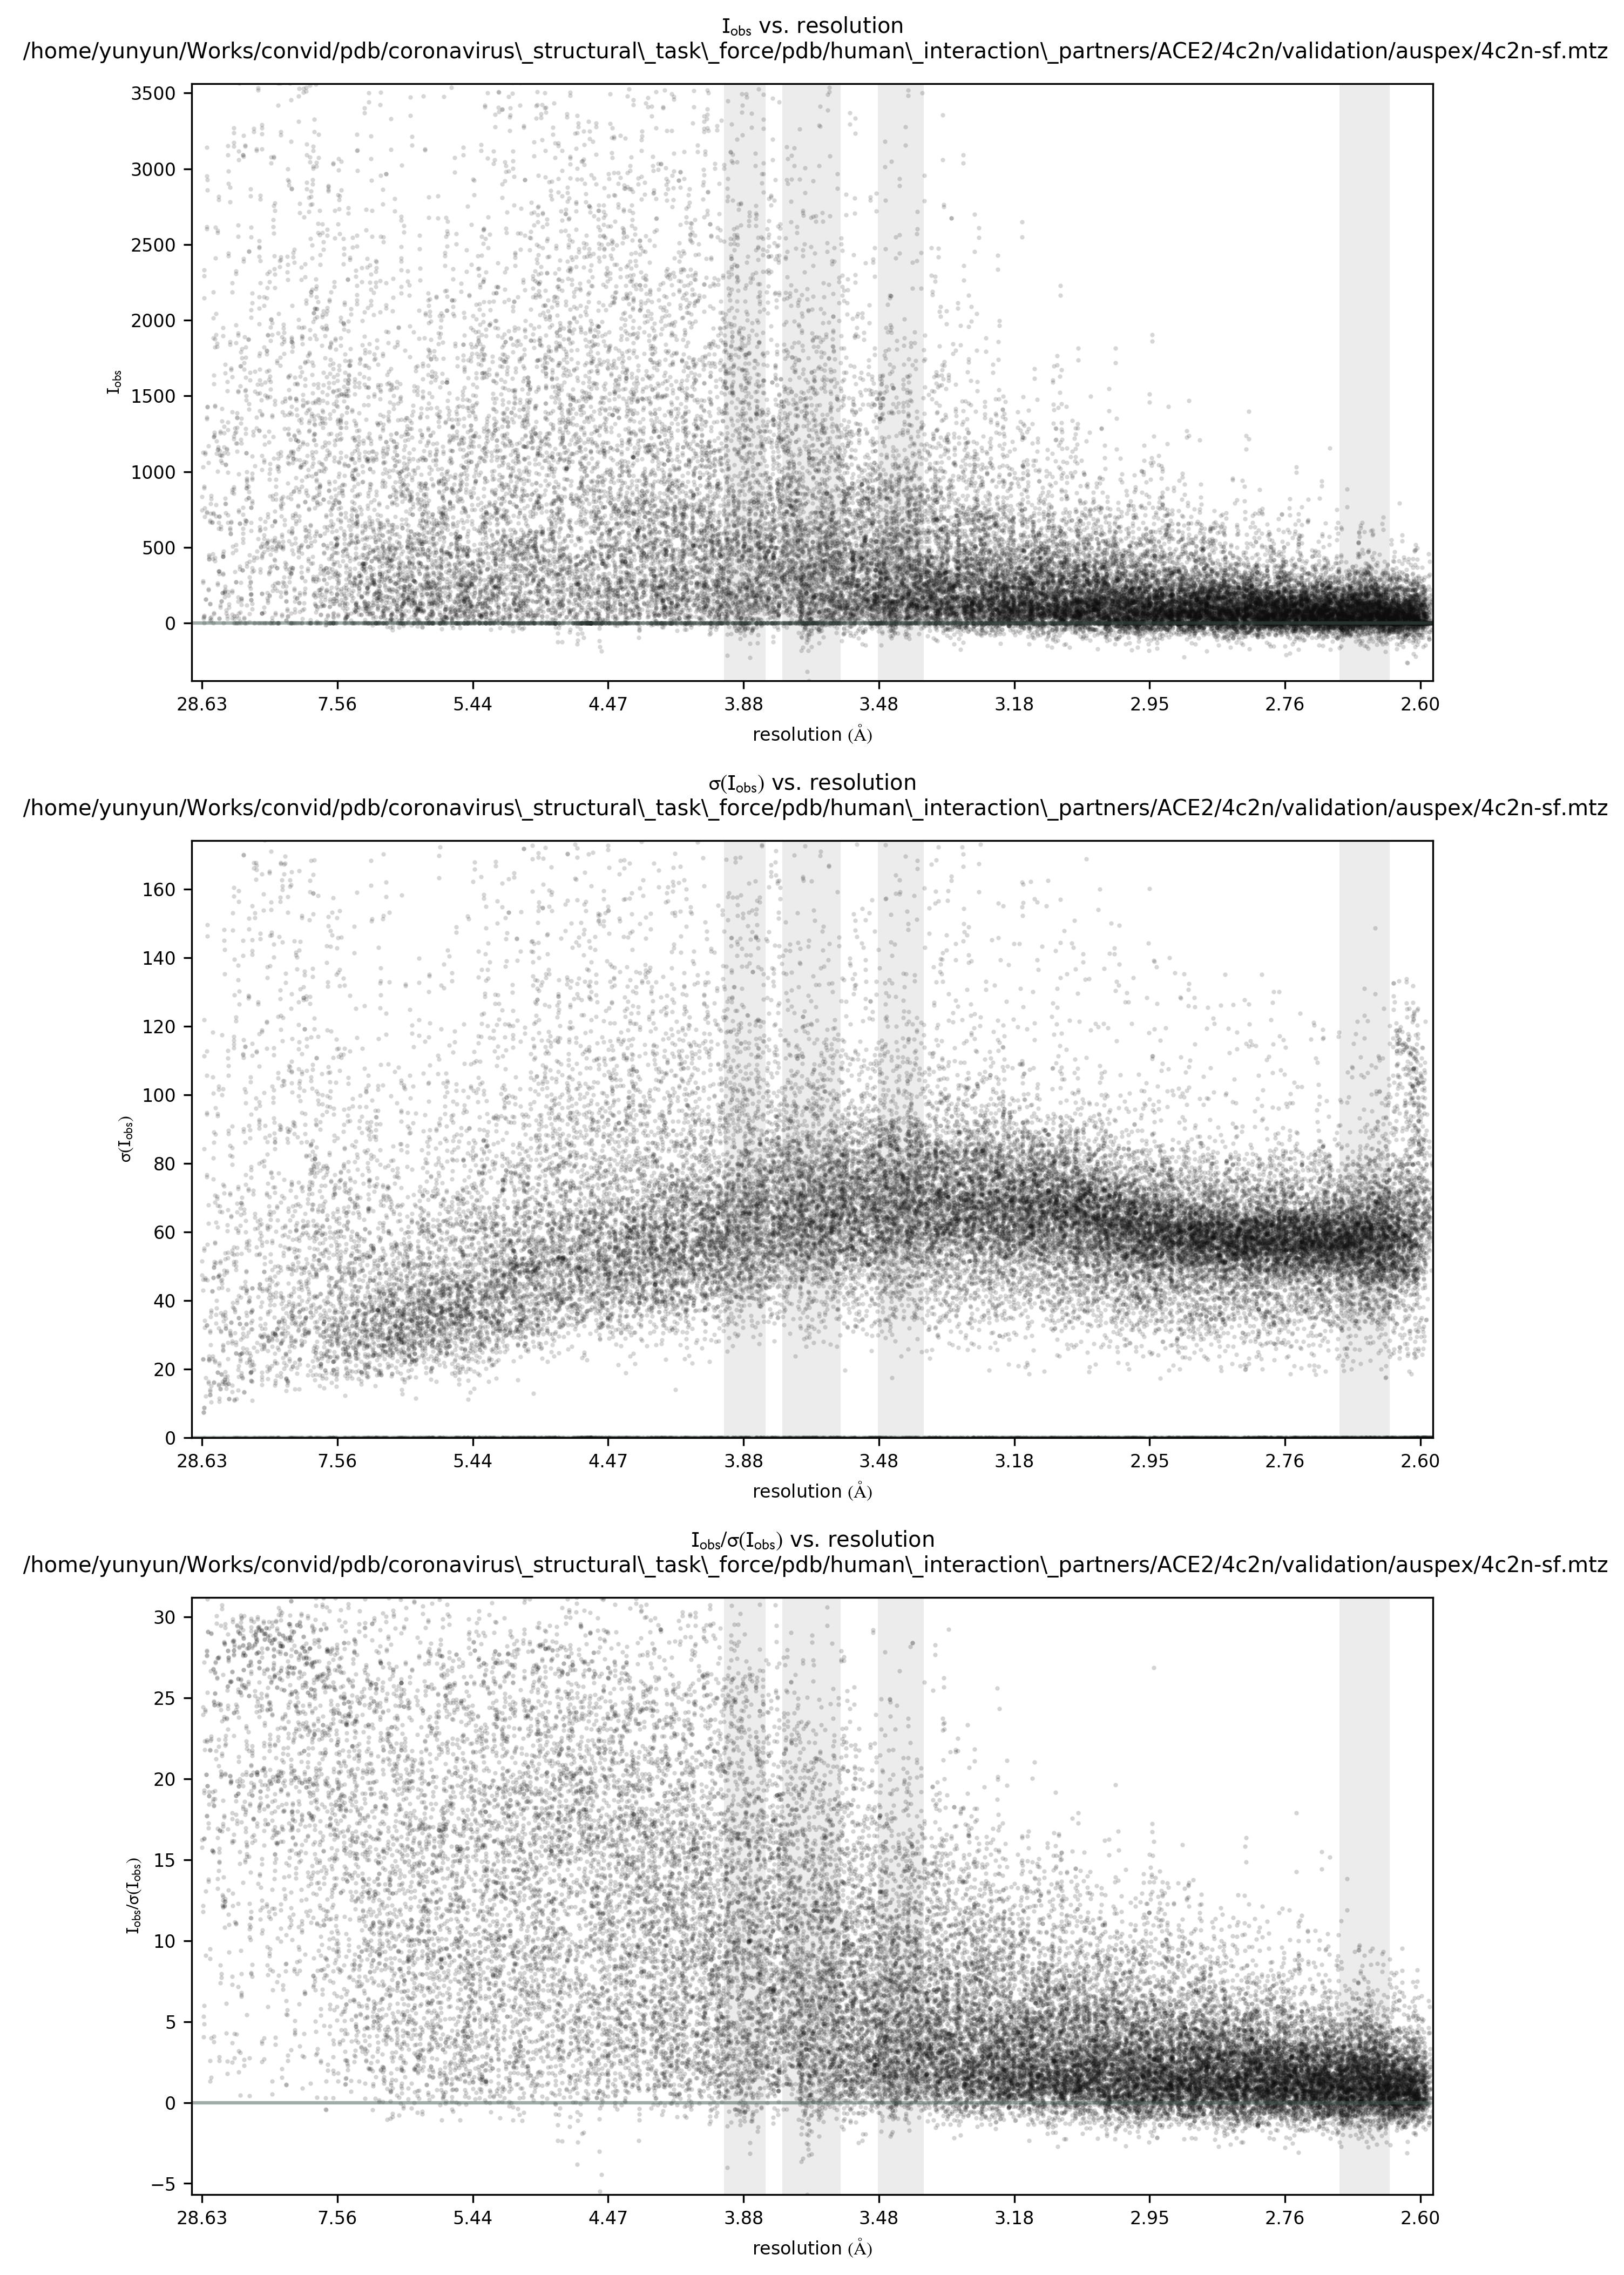 I_obs vs. resolution
/home/yunyun/Works/convid/pdb/coronavirus\_structural\_task\_force/pdb/human\_interaction\_partners/ACE2/4c2n/validation/auspex/4c2n-sf.mtz
3500
3000
2500
2000
1500
1000
500
0
I_obs
28.63 7.56 5.44 4.47 3.88 3.48 3.18 2.95 2.76 2.60
resolution (Å)
σ(I_obs) vs. resolution
/home/yunyun/Works/convid/pdb/coronavirus\_structural\_task\_force/pdb/human\_interaction\_partners/ACE2/4c2n/validation/auspex/4c2n-sf.mtz
160
140
120
100
80
60
40
20
0
σ(I_obs)
28.63 7.56 5.44 4.47 3.88 3.48 3.18 2.95 2.76 2.60
resolution (Å)
I_obs/σ(I_obs) vs. resolution
/home/yunyun/Works/convid/pdb/coronavirus\_structural\_task\_force/pdb/human\_interaction\_partners/ACE2/4c2n/validation/auspex/4c2n-sf.mtz
30
25
20
15
10
5
0
−5
I_obs/σ(I_obs)
28.63 7.56 5.44 4.47 3.88 3.48 3.18 2.95 2.76 2.60
resolution (Å)